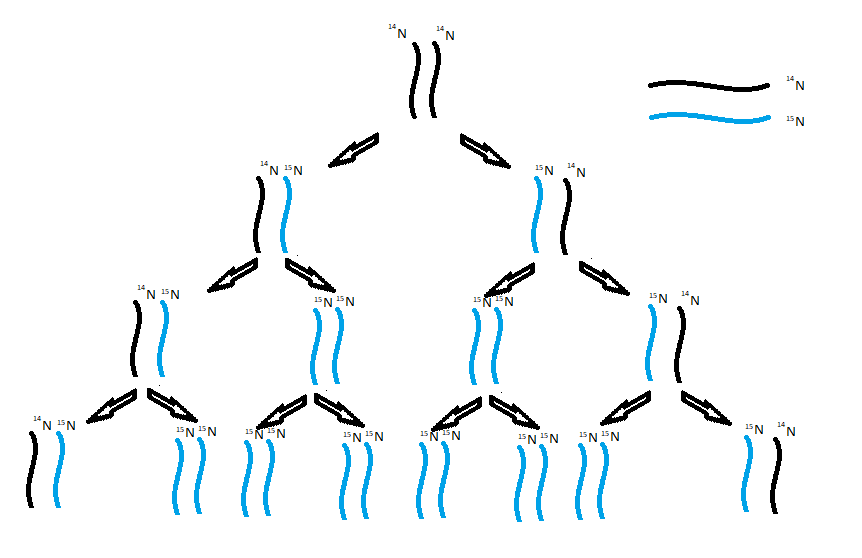 ¹⁴N ¹⁴N
¹⁴N
¹⁵N
¹⁴N ¹⁵N ¹⁵N ¹⁴N
¹⁴N ¹⁵N ¹⁵N ¹⁵N ¹⁵N ¹⁵N ¹⁵N ¹⁴N
¹⁴N ¹⁵N ¹⁵N ¹⁵N ¹⁵N ¹⁵N ¹⁵N ¹⁵N ¹⁵N ¹⁵N ¹⁵N ¹⁵N ¹⁵N ¹⁵N ¹⁵N ¹⁴N